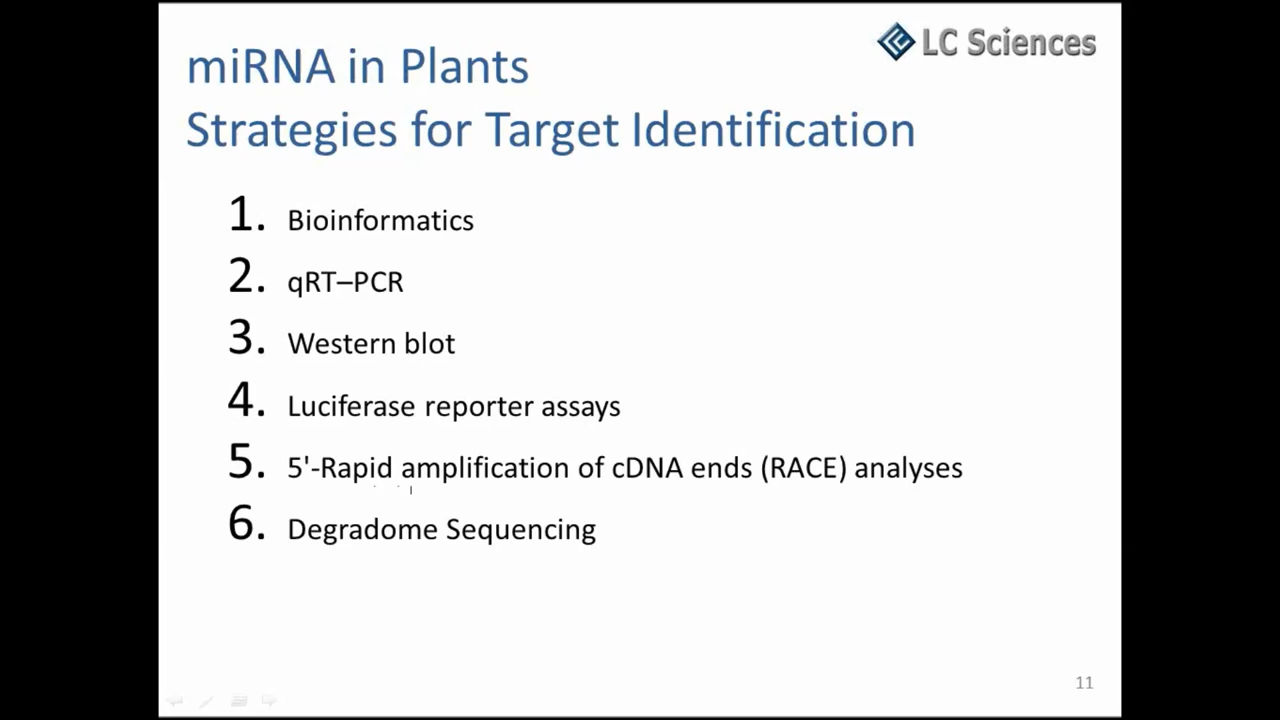 LC Sciences
miRNA in Plants
Strategies for Target Identification
1. Bioinformatics
2. qRT–PCR
3. Western blot
4. Luciferase reporter assays
5. 5'-Rapid amplification of cDNA ends (RACE) analyses
6. Degradome Sequencing
11